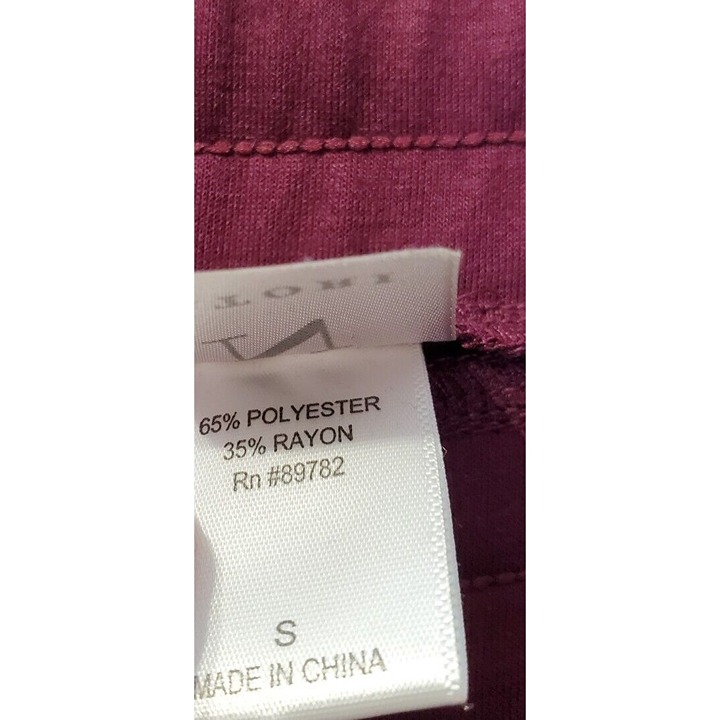 65% POLYESTER
35% RAYON
Rn #89782
S
MADE IN CHINA